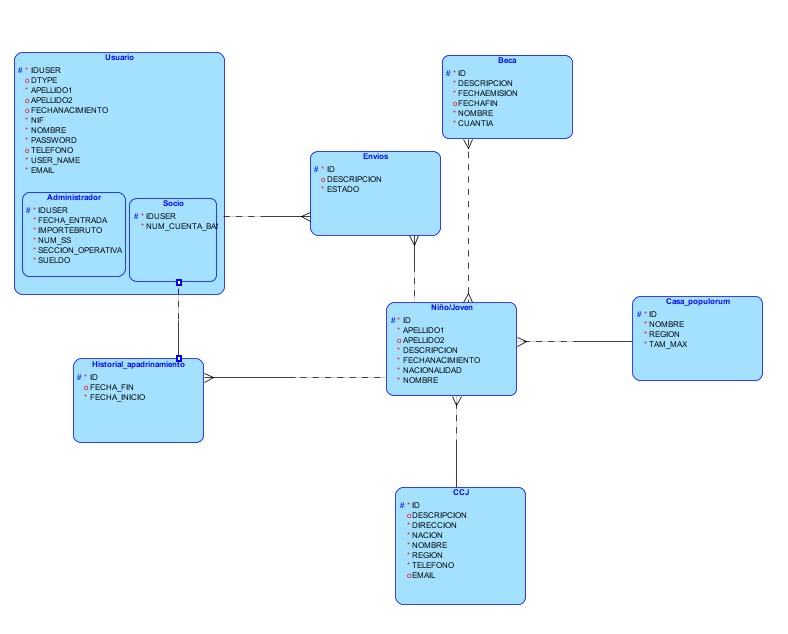 Usuario
# * IDUSER
o DTYPE
* APELLIDO1
o APELLIDO2
o FECHANACIMIENTO
* NIF
* NOMBRE
* PASSWORD
o TELEFONO
* USER_NAME
* EMAIL
Administrador
# * IDUSER
* FECHA_ENTRADA
* IMPORTEBRUTO
* NUM_SS
* SECCION_OPERATIVA
* SUELDO
Socio
# * IDUSER
* NUM_CUENTA_BAN
Beca
# * ID
* DESCRIPCION
* FECHAEMISION
o FECHAFIN
* NOMBRE
* CUANTIA
Envíos
# * ID
o DESCRIPCION
* ESTADO
Niño/Joven
# * ID
* APELLIDO1
o APELLIDO2
* DESCRIPCION
* FECHANACIMIENTO
* NACIONALIDAD
* NOMBRE
Casa_populorum
# * ID
* NOMBRE
* REGION
* TAM_MAX
Historial_apadrinamiento
# * ID
o FECHA_FIN
* FECHA_INICIO
CCJ
# * ID
o DESCRIPCION
* DIRECCION
* NACION
* NOMBRE
* REGION
* TELEFONO
o EMAIL